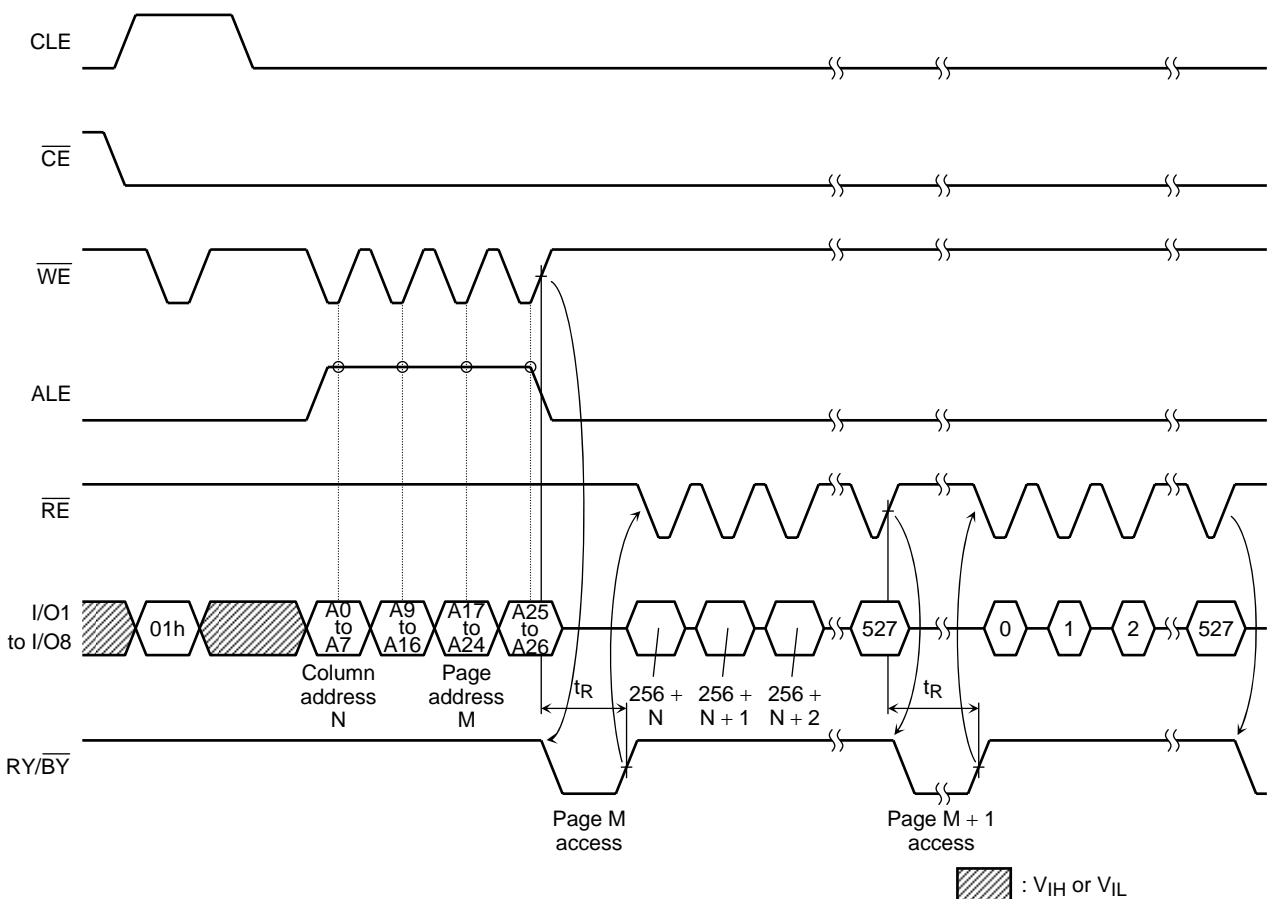 CLE
CE
WE
ALE
RE
I/O1
to I/O8
01h
A0
to
A7
A9
to
A16
A17
to
A24
A25
to
A26
527
0
1
2
527
Column
address
N
Page
address
M
tR
256 +
N
256 +
N + 1
256 +
N + 2
tR
RY/BY
Page M
access
Page M + 1
access
: VIH or VIL